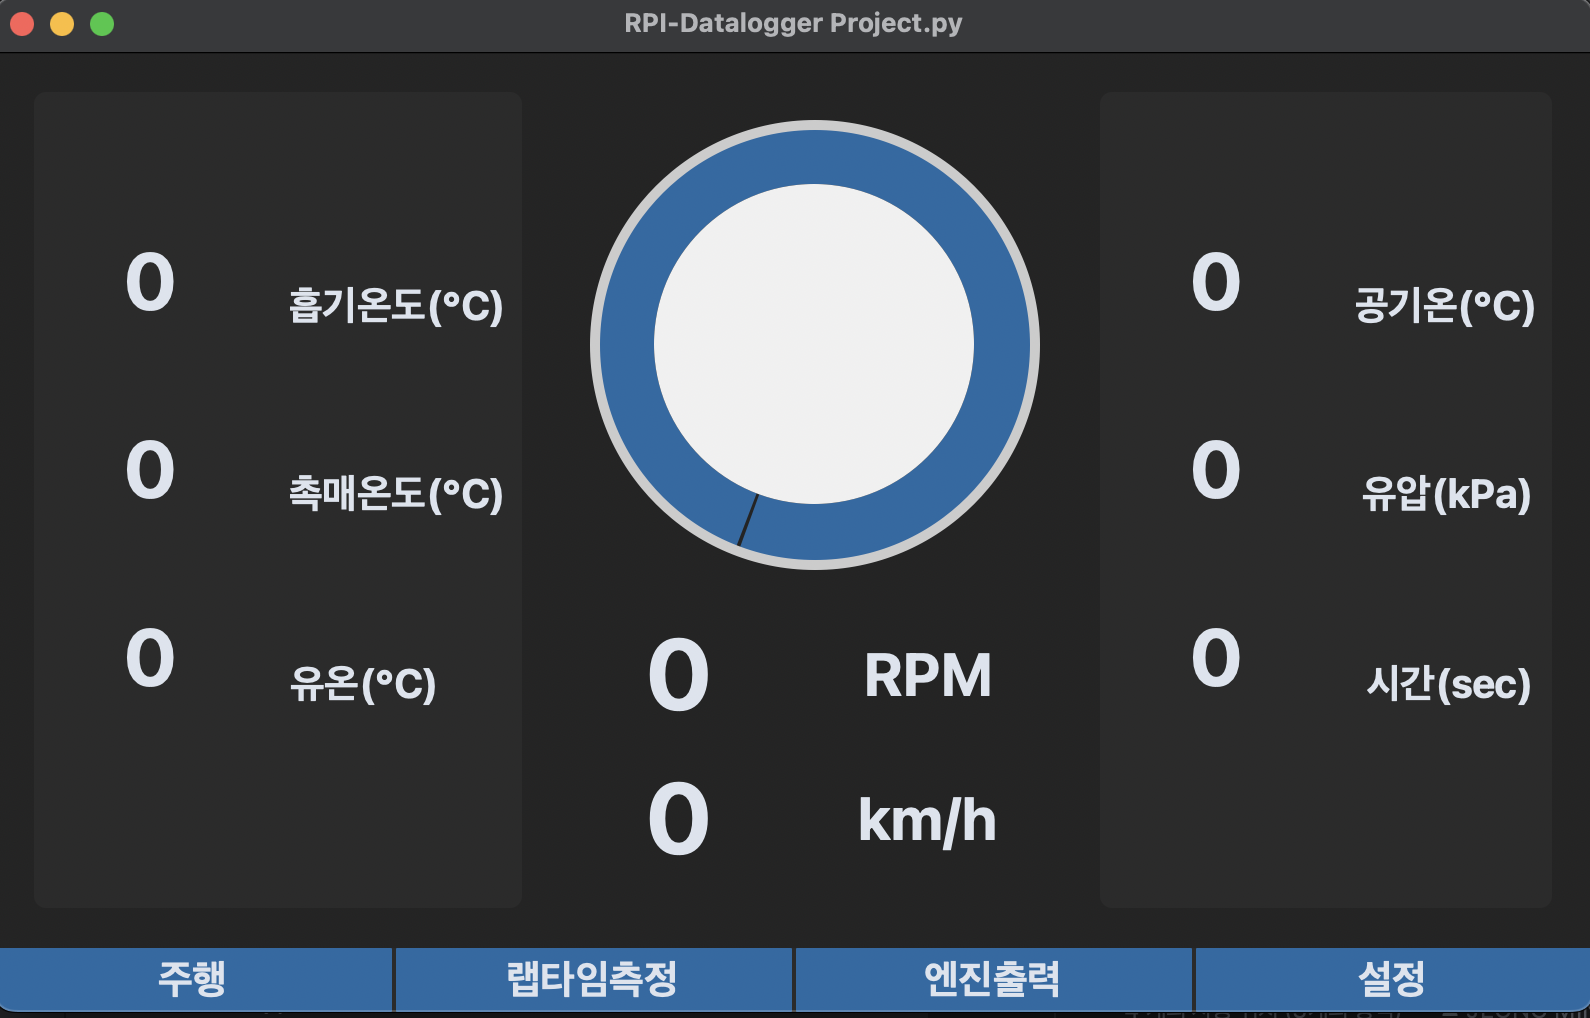 RPI-Datalogger Project.py
0 흡기온도(°C)
0 촉매온도(°C)
0 유온(°C)
0 RPM
0 km/h
0 공기온(°C)
0 유압(kPa)
0 시간(sec)
주행 랩타임측정 엔진출력 설정